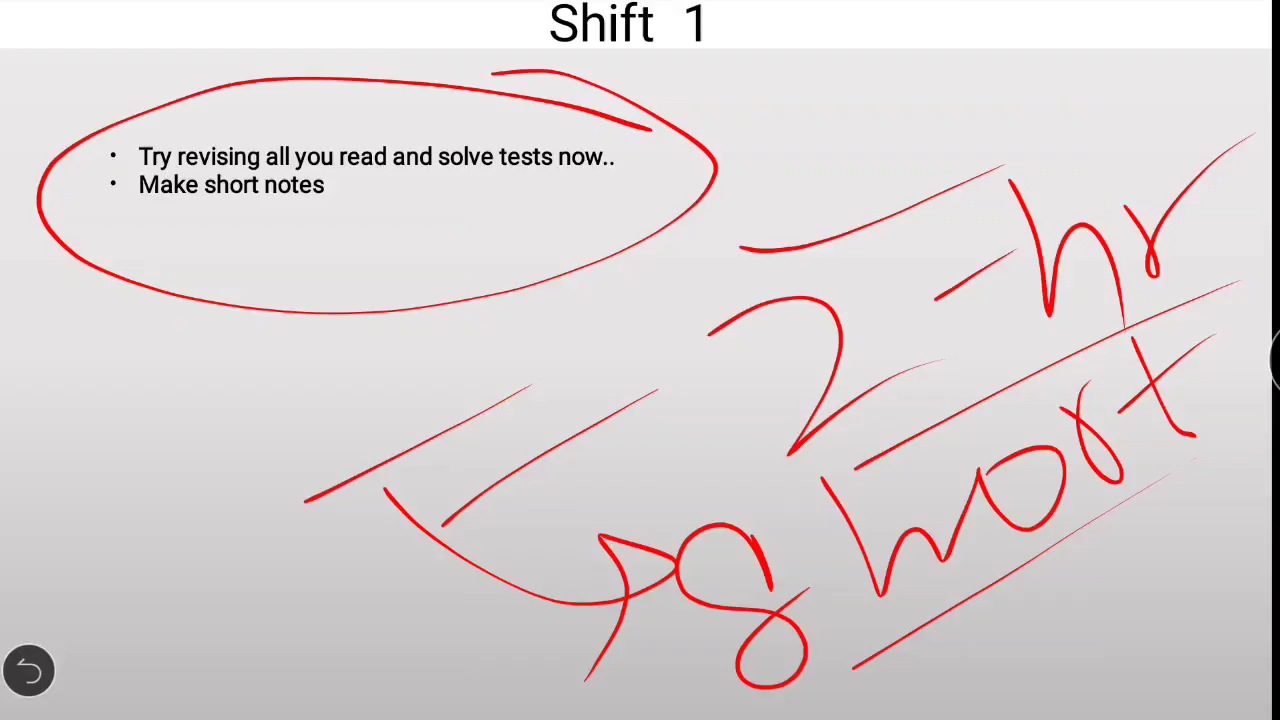 Shift 1
• Try revising all you read and solve tests now..
• Make short notes
2-hr
short